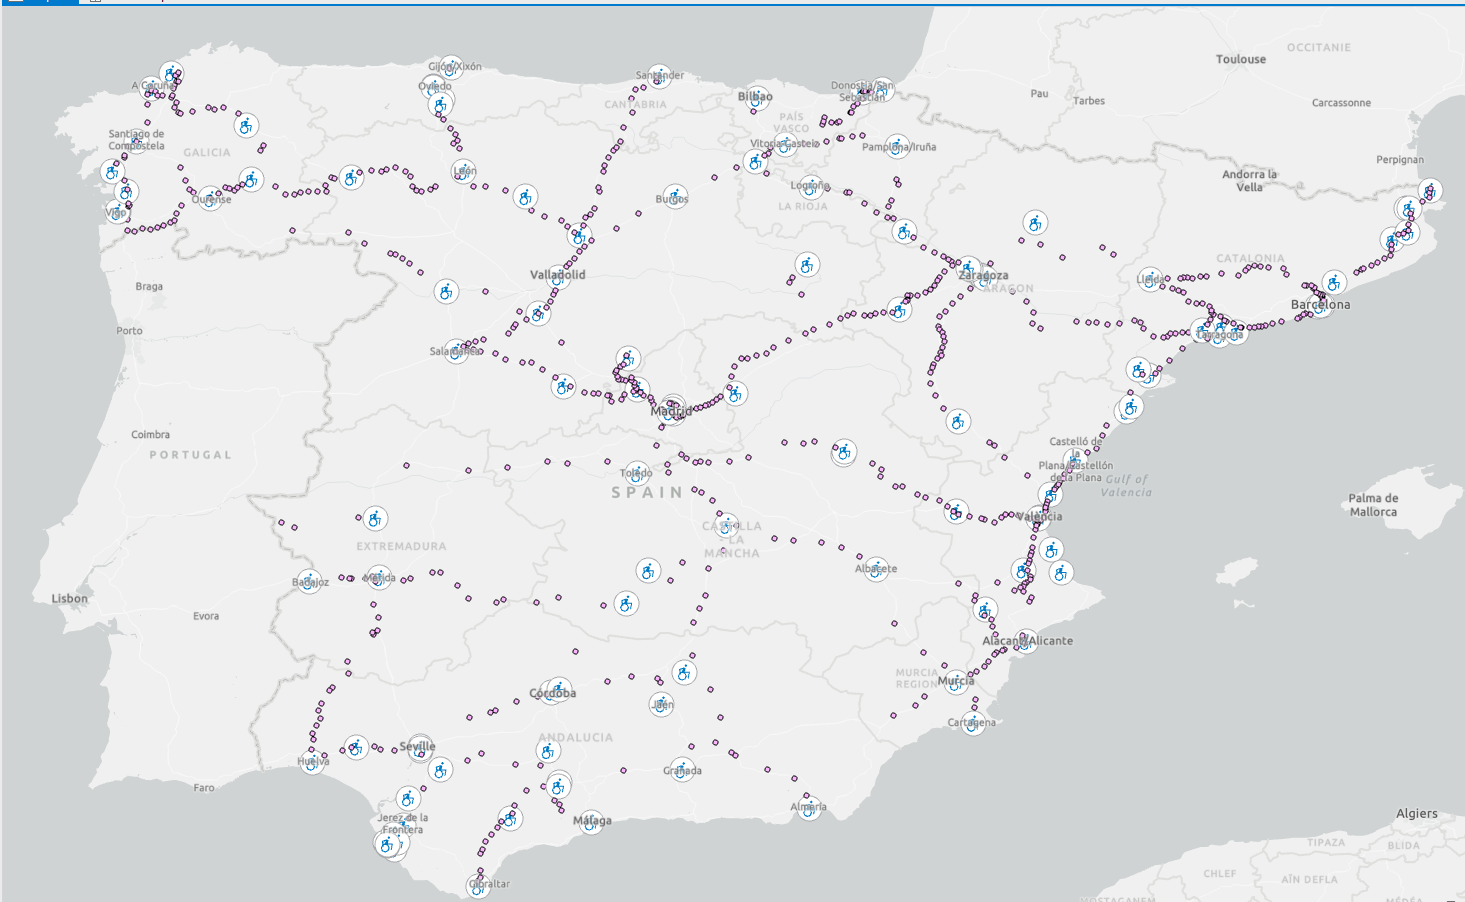 OCCITANIE
Toulouse
Gijón/Xixón
Santander
Oviedo
A Coruña
Bilbao
Donostia/San
Sebastián
Pau
Tarbes
Carcassonne
CANTABRIA
PAÍS
VASCO
Santiago de
Compostela
GALICIA
Vitoria-Gasteiz
Pamplona/Iruña
Perpignan
León
Andorra la
Vella
Logroño
LA RIOJA
Ourense
Burgos
Vigo
CATALONIA
Valladolid
Zaragoza
ARAGON
Lleida
Braga
Barcelona
Porto
Tarragona
Salamanca
Madrid
Coimbra
PORTUGAL
Castelló de
la
Plana/Castellón
de la Plana
Toledo
SPAIN
Gulf of
Valencia
Palma de
Mallorca
València
CASTILLA
- LA
MANCHA
EXTREMADURA
Albacete
Badajoz
Mérida
Lisbon
Evora
Alacant/Alicante
MURCIA
REGION
Murcia
Córdoba
Jaén
Cartagena
ANDALUCIA
Seville
Huelva
Granada
Faro
Almería
Jerez de la
Frontera
Málaga
Algiers
TIPAZA
BLIDA
CHLEF
AÏN DEFLA
Gibraltar
MOSTAGANEM
MÉDÉA